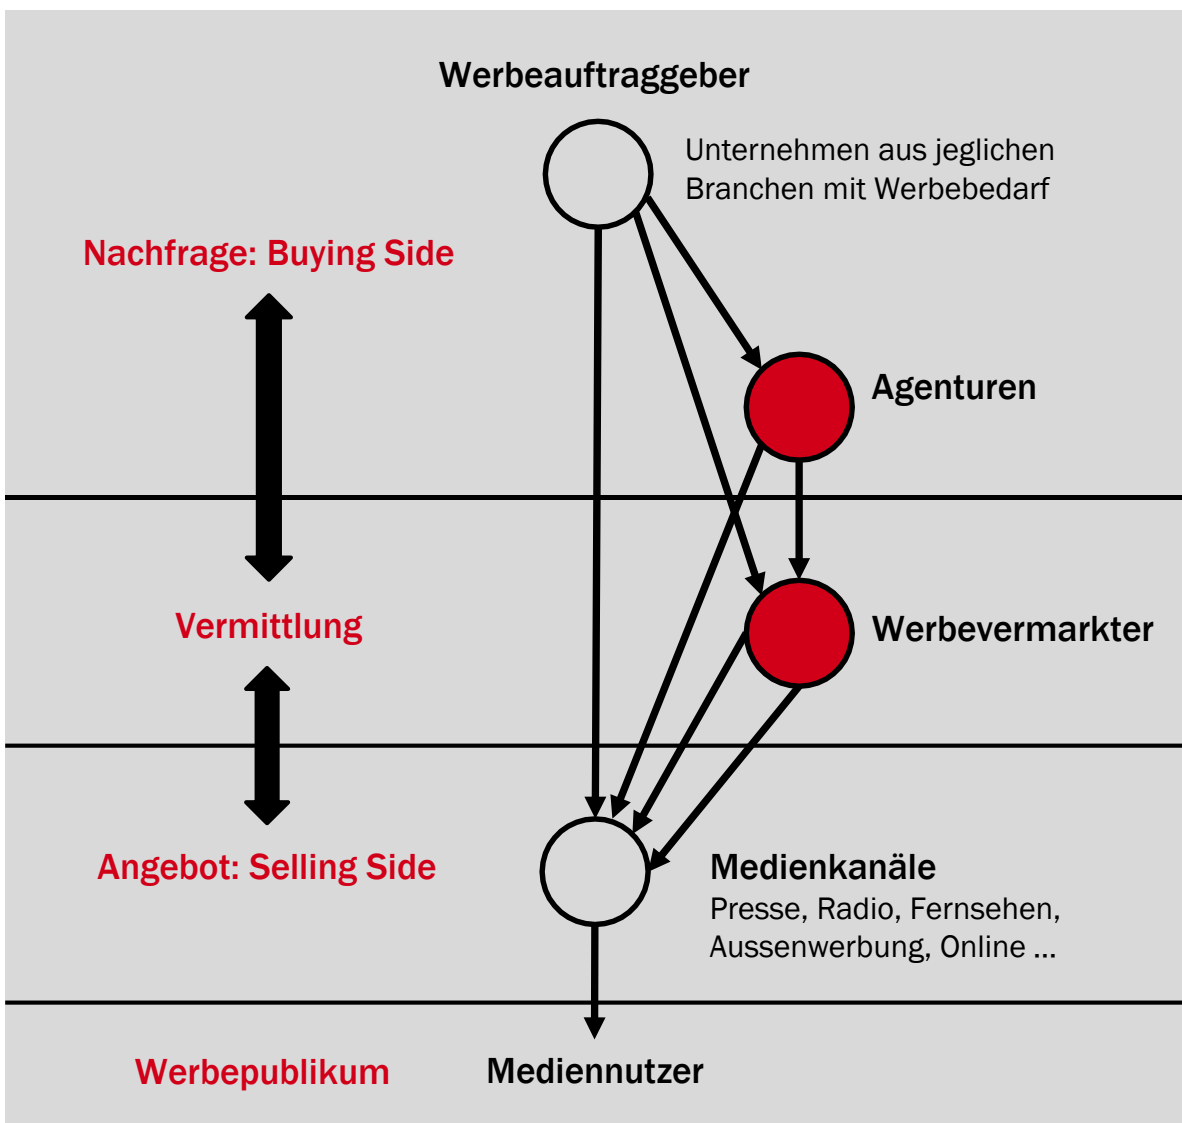 Werbeauftraggeber
Unternehmen aus jeglichen
Branchen mit Werbebedarf
Nachfrage: Buying Side
Agenturen
Vermittlung
Werbevermarkter
Angebot: Selling Side
Medienkanäle
Presse, Radio, Fernsehen,
Aussenwerbung, Online ...
Werbepublikum
Mediennutzer